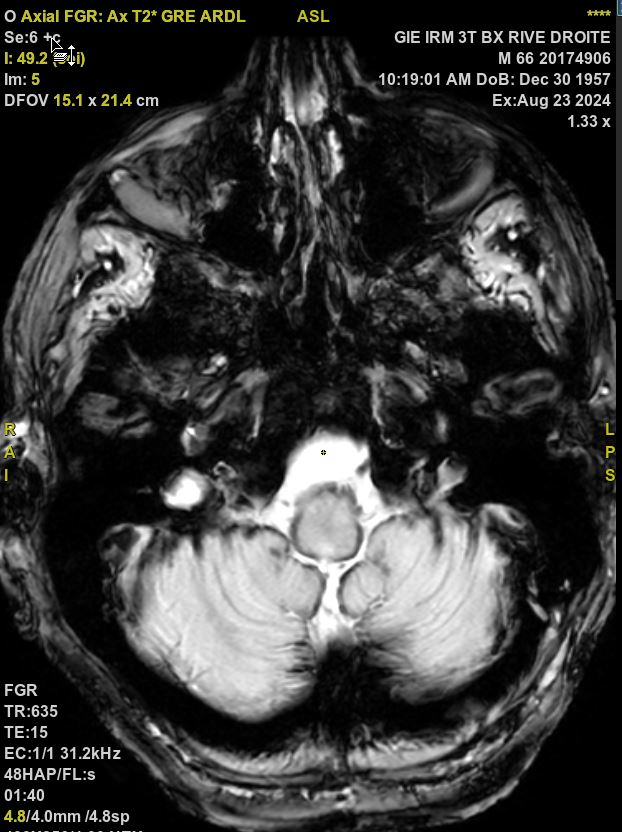 O Axial FGR: Ax T2* GRE ARDL
ASL
****
Se:6 +c
GIE IRM 3T BX RIVE DROITE
I: 49.2
M 66 20174906
Im: 5
10:19:01 AM DoB: Dec 30 1957
DFOV 15.1 x 21.4 cm
Ex:Aug 23 2024
1.33 x
R
A
I
L
P
S
FGR
TR:635
TE:15
EC:1/1 31.2kHz
48HAP/FL:s
01:40
4.8/4.0mm /4.8sp